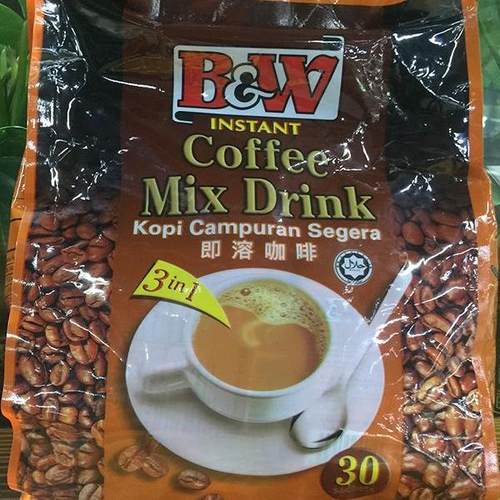 B&W
INSTANT
Coffee
Mix Drink
Kopi Campuran Segera
即溶咖啡
3 in 1
30